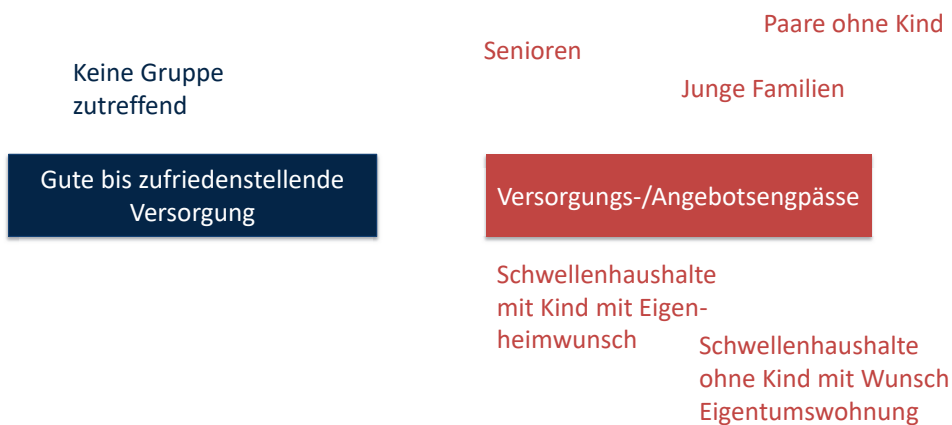 Keine Gruppe
zutreffend
Gute bis zufriedenstellende
Versorgung
Paare ohne Kind
Senioren
Junge Familien
Versorgungs-/Angebotsengpässe
Schwellenhaushalte
mit Kind mit Eigen-
heimwunsch
Schwellenhaushalte
ohne Kind mit Wunsch
Eigentumswohnung